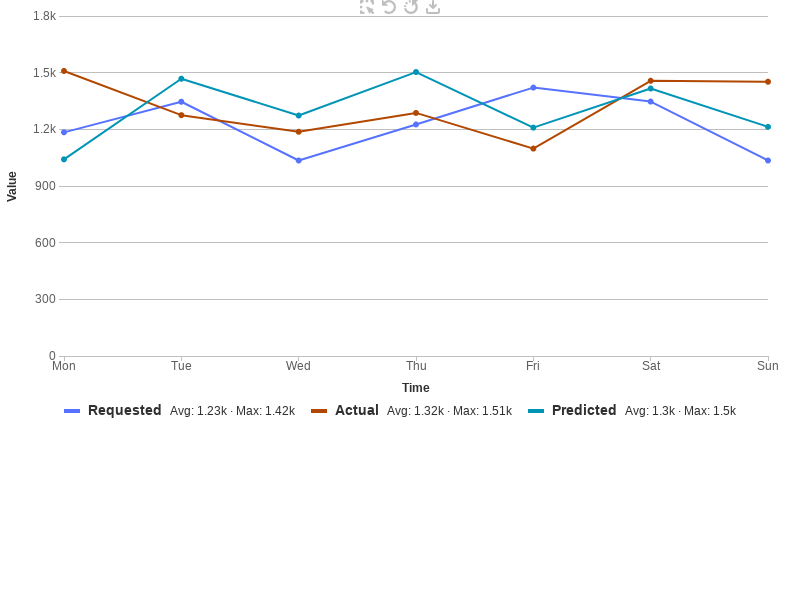 1.8k
1.5k
1.2k
900
600
300
0
Value
Mon Tue Wed Thu Fri Sat Sun
Time
Requested Avg: 1.23k · Max: 1.42k Actual Avg: 1.32k · Max: 1.51k Predicted Avg: 1.3k · Max: 1.5k